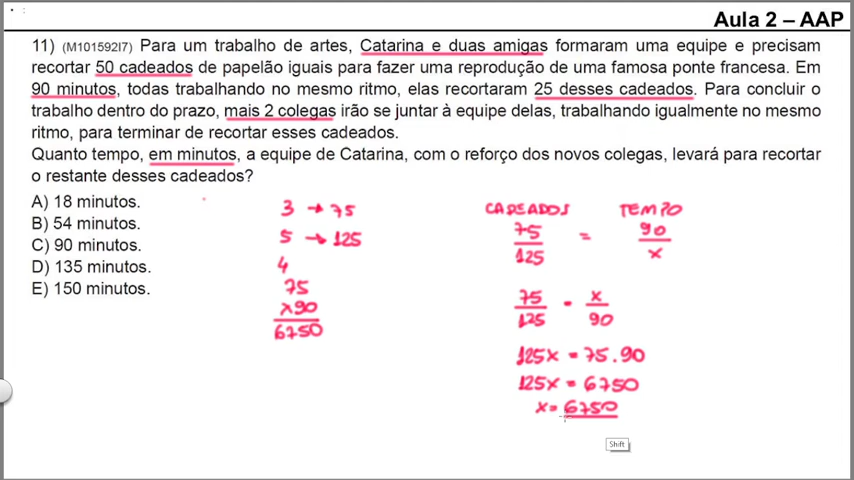 Aula 2 – AAP
11) (M101592I7) Para um trabalho de artes, Catarina e duas amigas formaram uma equipe e precisam
recortar 50 cadeados de papelão iguais para fazer uma reprodução de uma famosa ponte francesa. Em
90 minutos, todas trabalhando no mesmo ritmo, elas recortaram 25 desses cadeados. Para concluir o
trabalho dentro do prazo, mais 2 colegas irão se juntar à equipe delas, trabalhando igualmente no mesmo
ritmo, para terminar de recortar esses cadeados.
Quanto tempo, em minutos, a equipe de Catarina, com o reforço dos novos colegas, levará para recortar
o restante desses cadeados?
A) 18 minutos.
B) 54 minutos.
C) 90 minutos.
D) 135 minutos.
E) 150 minutos.
3 → 75
5 → 125
4
75
x90
6750
CADEADOS TEMPO
75 = 90
125 x
75 = x
125 90
125x = 75.90
125x = 6750
x = 6750
Shift